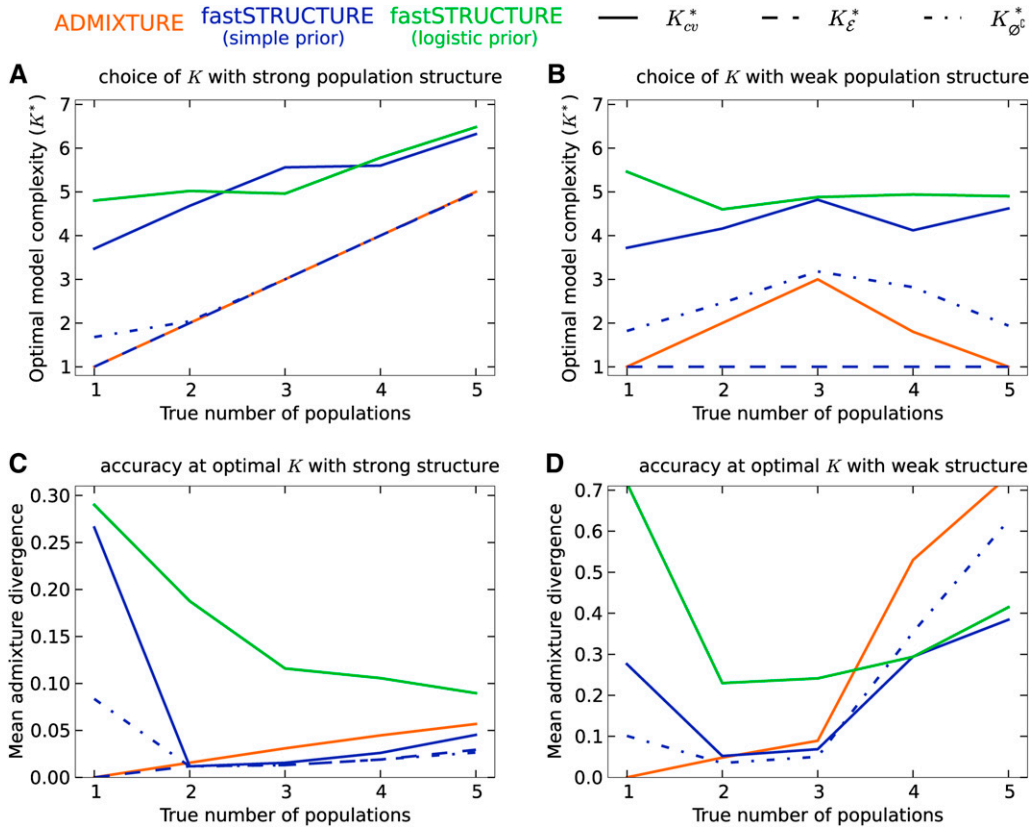 ADMIXTURE fastSTRUCTURE fastSTRUCTURE K*cv K*ℰ K*∅∁
(simple prior) (logistic prior)
A choice of K with strong population structure
B choice of K with weak population structure
Optimal model complexity (K*)
7
6
5
4
3
2
1
1 2 3 4 5
True number of populations
Optimal model complexity (K*)
7
6
5
4
3
2
1
1 2 3 4 5
True number of populations
C accuracy at optimal K with strong structure
D accuracy at optimal K with weak structure
Mean admixture divergence
0.30
0.25
0.20
0.15
0.10
0.05
0.00
1 2 3 4 5
True number of populations
Mean admixture divergence
0.7
0.6
0.5
0.4
0.3
0.2
0.1
0.0
1 2 3 4 5
True number of populations